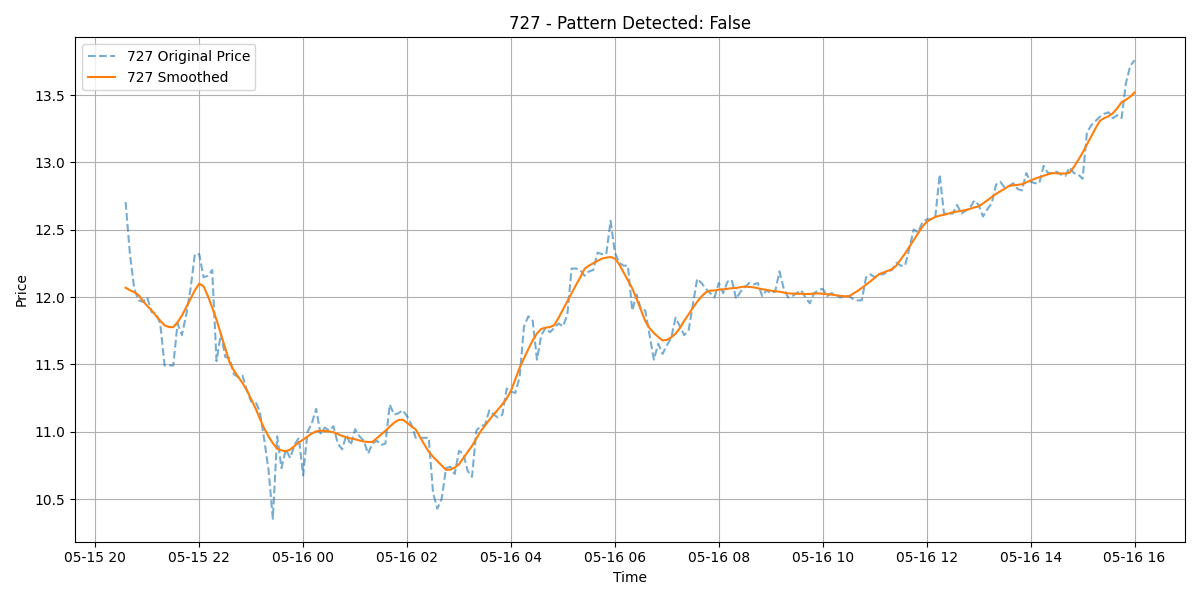 727 - Pattern Detected: False
727 Original Price
727 Smoothed
Price
13.5
13.0
12.5
12.0
11.5
11.0
10.5
05-15 20 05-15 22 05-16 00 05-16 02 05-16 04 05-16 06 05-16 08 05-16 10 05-16 12 05-16 14 05-16 16
Time